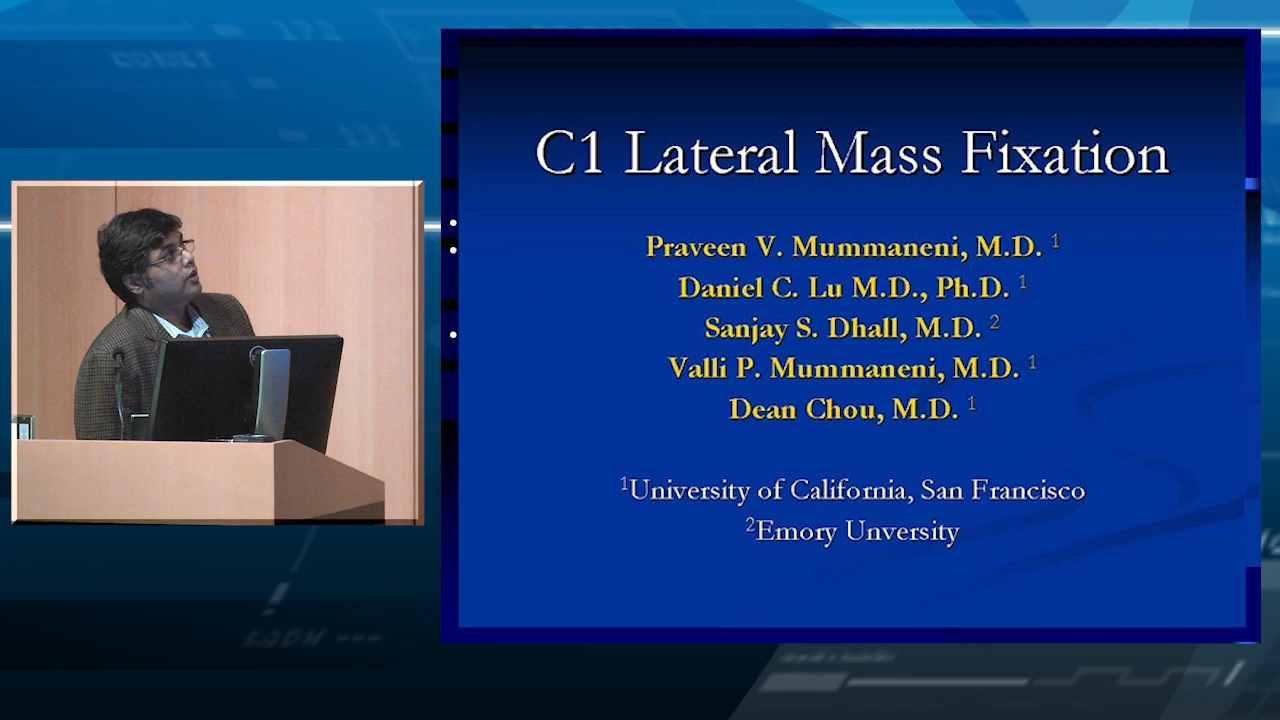 C1 Lateral Mass Fixation
Praveen V. Mummaneni, M.D. 1
Daniel C. Lu M.D., Ph.D. 1
Sanjay S. Dhall, M.D. 2
Valli P. Mummaneni, M.D. 1
Dean Chou, M.D. 1
1University of California, San Francisco
2Emory Unversity